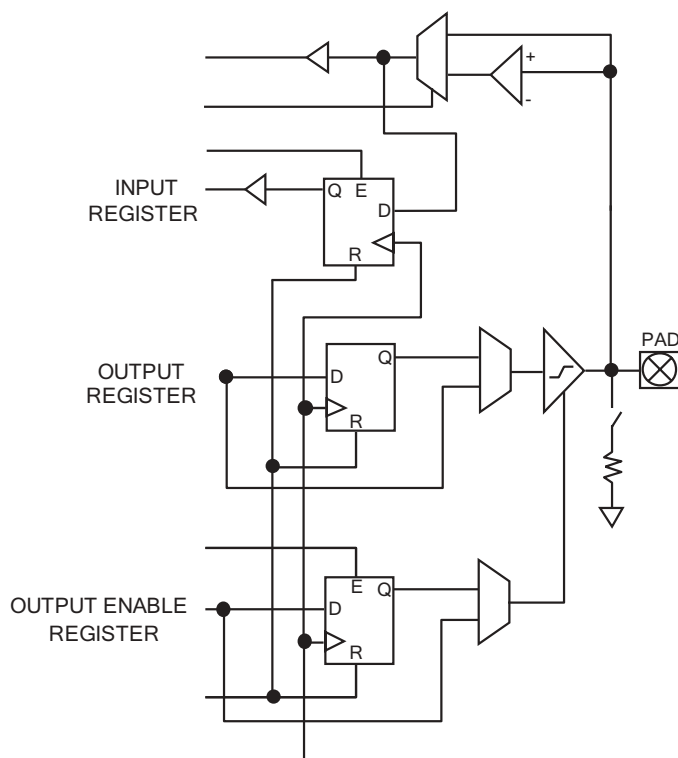 +
-
INPUT
REGISTER
Q
E
D
R
PAD
OUTPUT
REGISTER
Q
D
R
OUTPUT ENABLE
REGISTER
E
Q
D
R